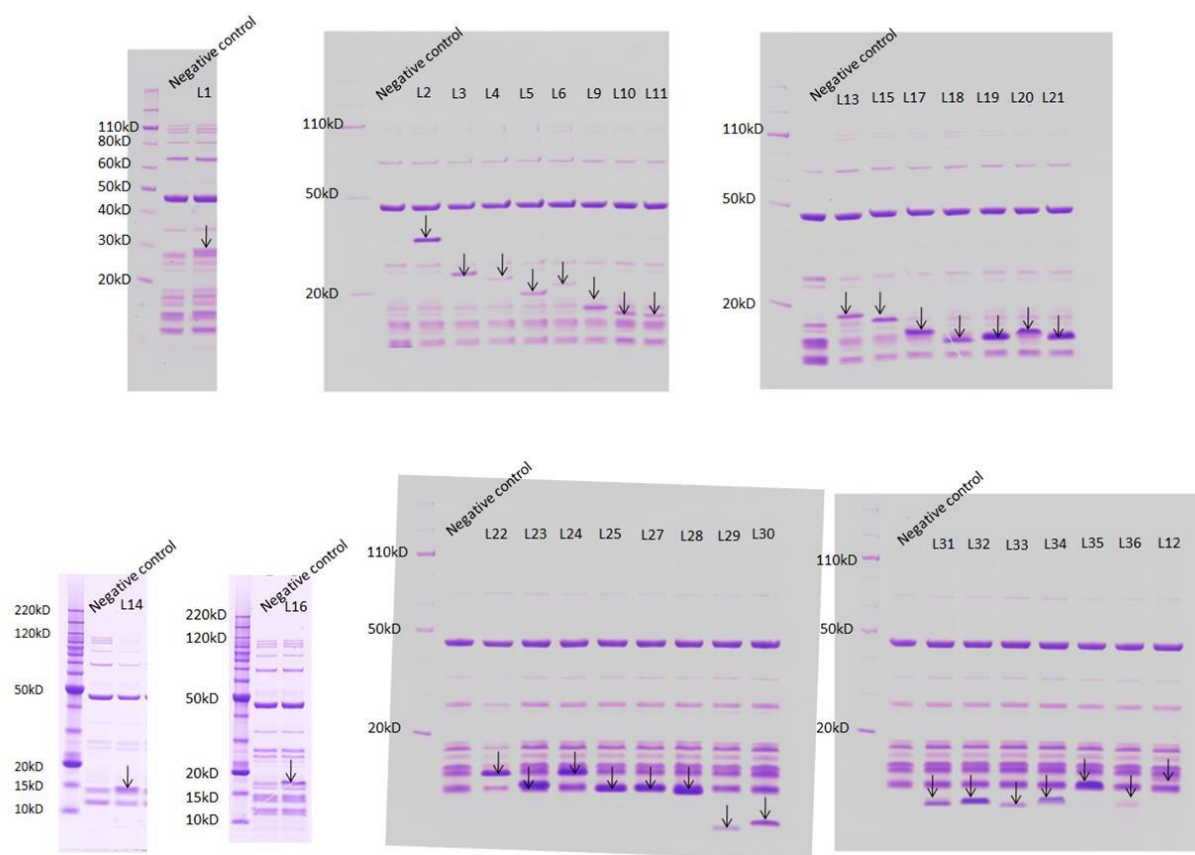 Negative control
L1
110kD
80kD
60kD
50kD
40kD
30kD
20kD
Negative control
L2 L3 L4 L5 L6 L9 L10 L11
110kD
50kD
20kD
Negative control
L13 L15 L17 L18 L19 L20 L21
110kD
50kD
20kD
Negative control
L14
220kD
120kD
50kD
20kD
15kD
10kD
Negative control
L16
220kD
120kD
50kD
20kD
15kD
10kD
Negative control
L22 L23 L24 L25 L27 L28 L29 L30
110kD
50kD
20kD
Negative control
L31 L32 L33 L34 L35 L36 L12
110kD
50kD
20kD